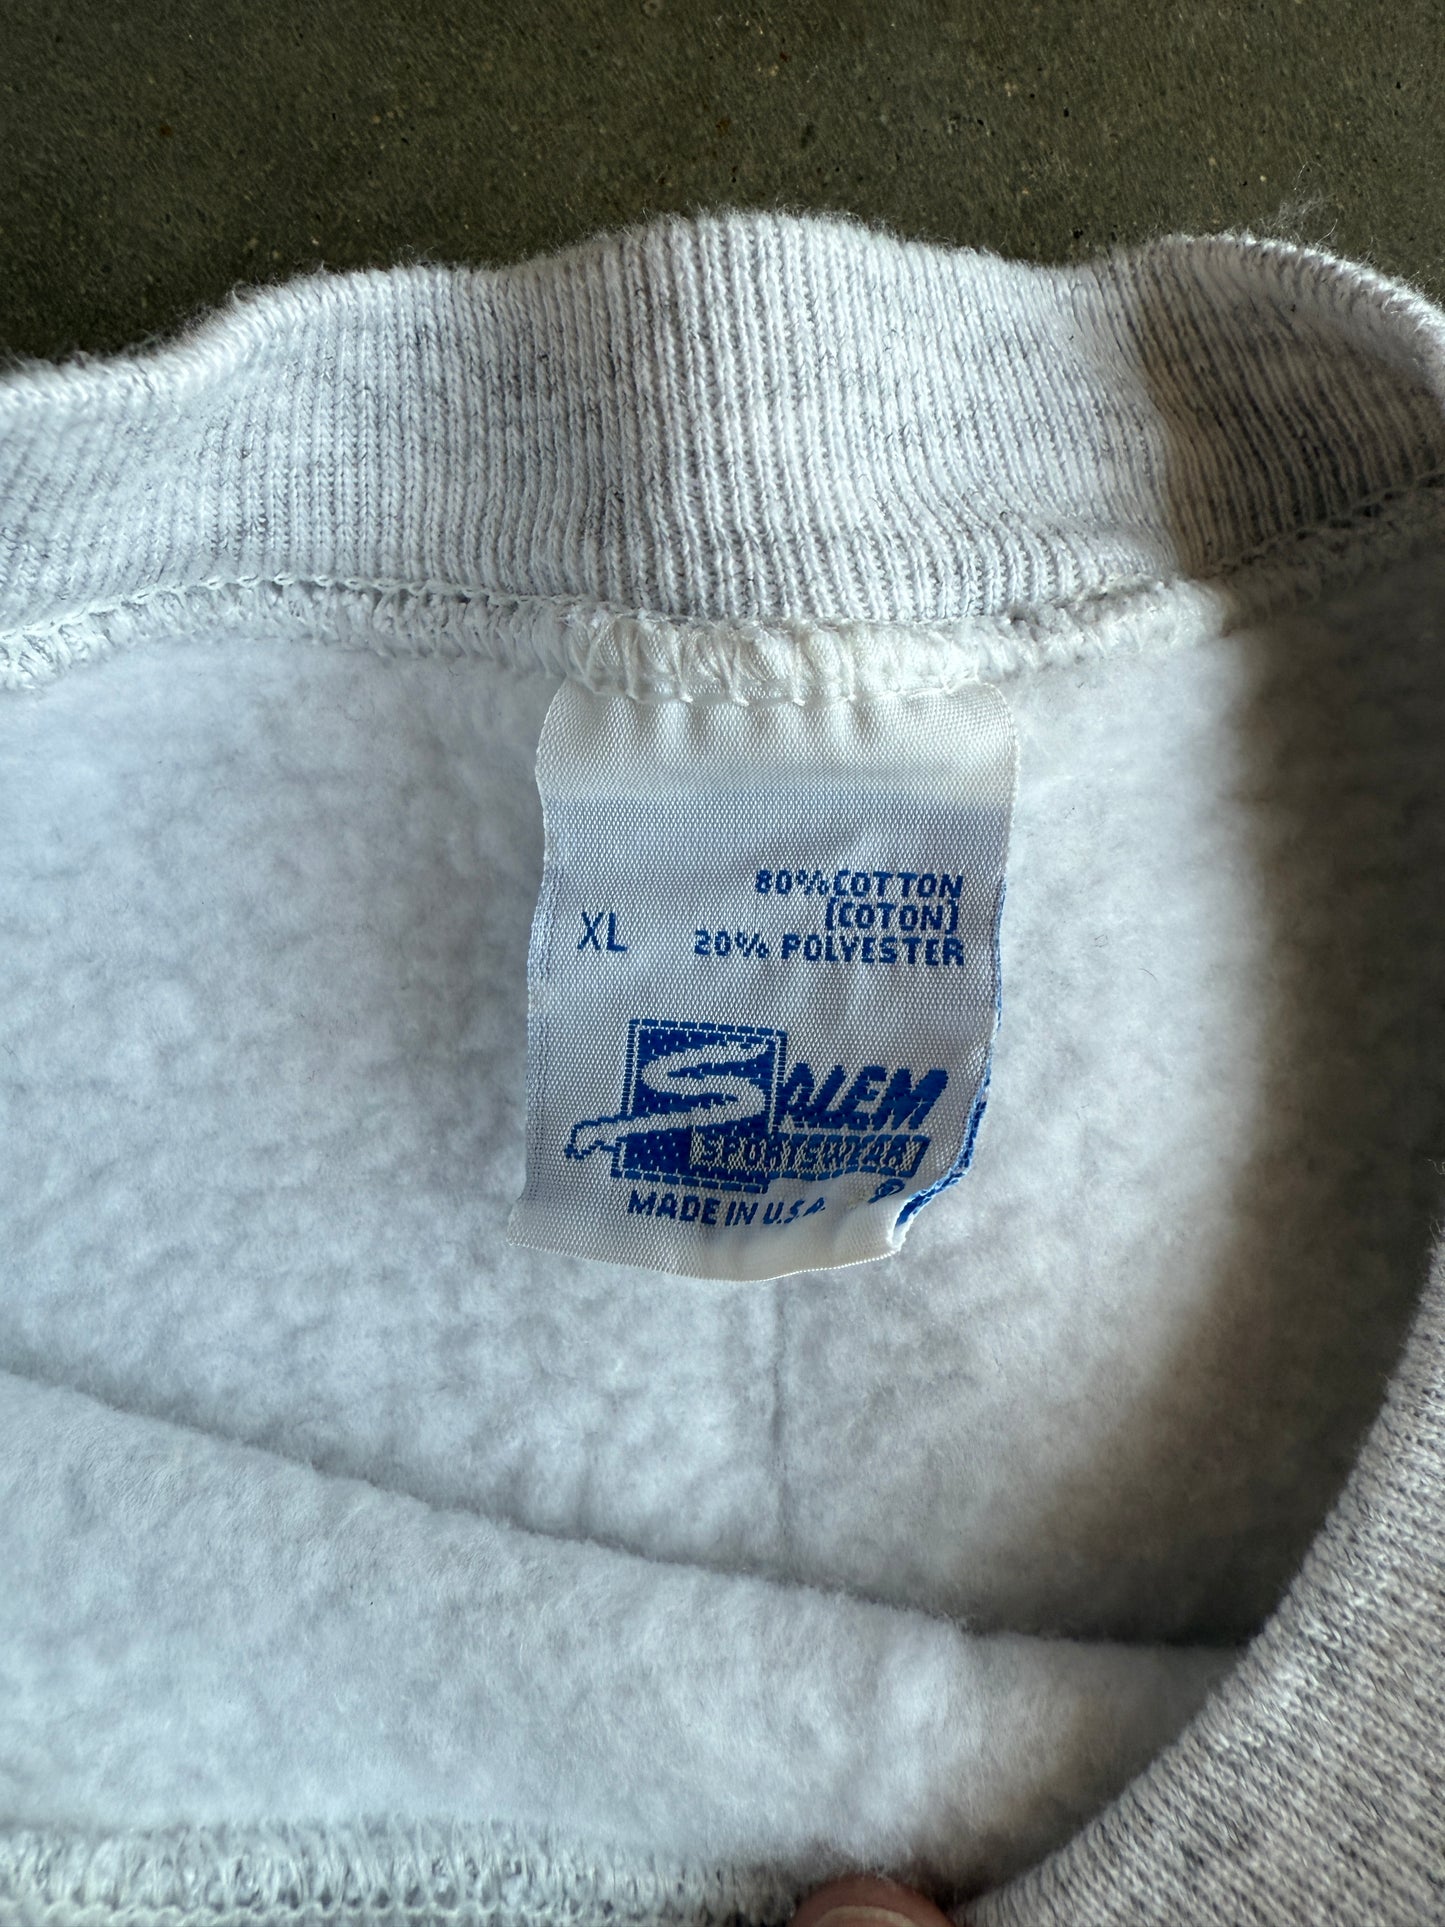 80% COTTON
(COTON)
XL 20% POLYESTER
SALEM
SPORTSWEAR
®
MADE IN U.S.A.